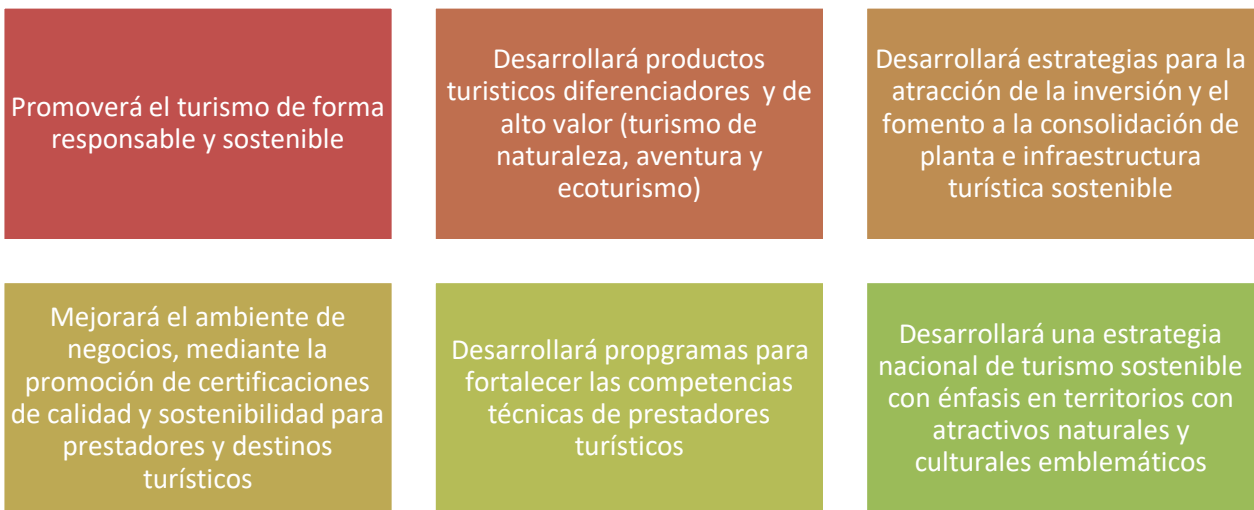 Promoverá el turismo de forma
responsable y sostenible
Desarrollará productos
turisticos diferenciadores y de
alto valor (turismo de
naturaleza, aventura y
ecoturismo)
Desarrollará estrategias para la
atracción de la inversión y el
fomento a la consolidación de
planta e infraestructura
turística sostenible
Mejorará el ambiente de
negocios, mediante la
promoción de certificaciones
de calidad y sostenibilidad para
prestadores y destinos
turísticos
Desarrollará propgramas para
fortalecer las competencias
técnicas de prestadores
turísticos
Desarrollará una estrategia
nacional de turismo sostenible
con énfasis en territorios con
atractivos naturales y
culturales emblemáticos